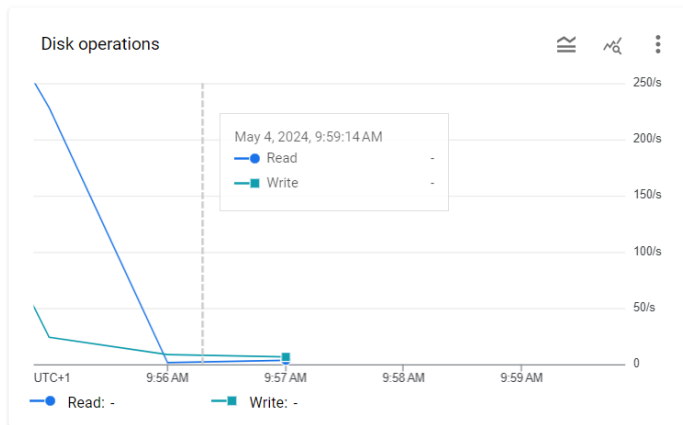 Disk operations
250/s
May 4, 2024, 9:59:14 AM
200/s
Read -
Write -
150/s
100/s
50/s
0
UTC+1 9:56 AM 9:57 AM 9:58 AM 9:59 AM
Read: - Write: -